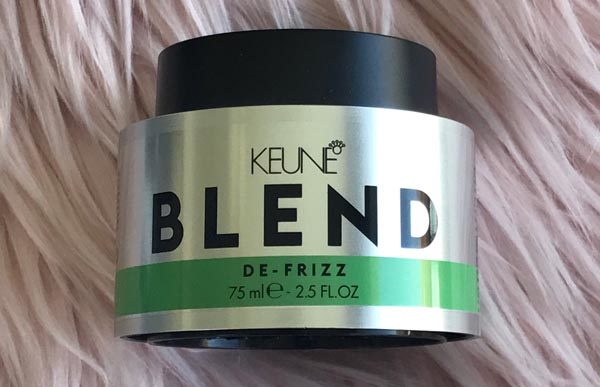 KEUNE
BLEND
DE-FRIZZ
75 ml℮ - 2.5 FL.OZ